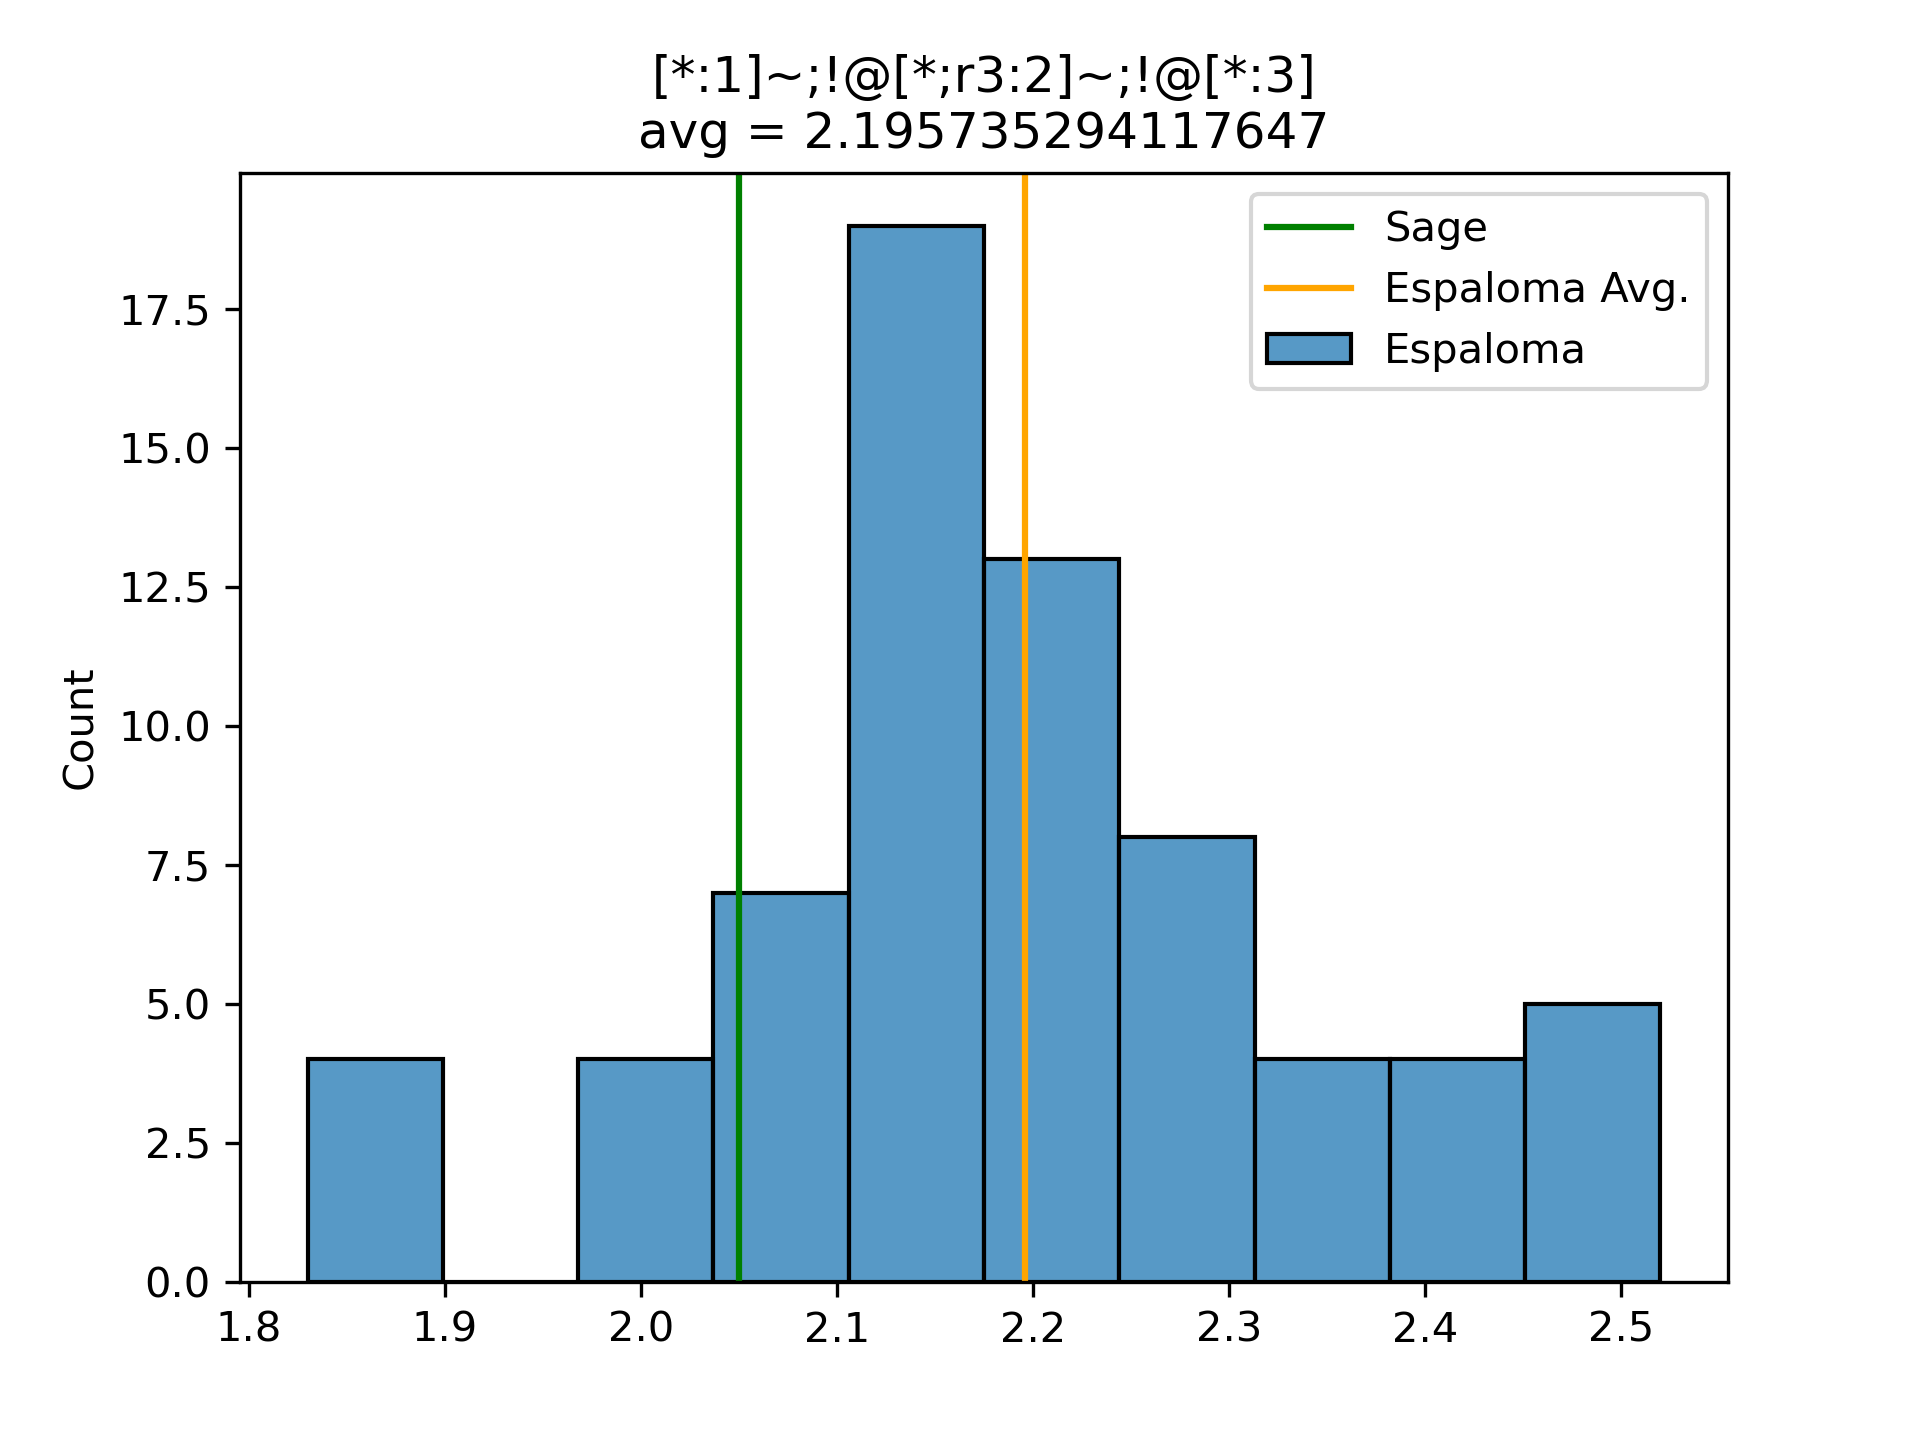 [*:1]~;!@[*;r3:2]~;!@[*:3]
avg = 2.195735294117647
Sage
Espaloma Avg.
Espaloma
Count
17.5
15.0
12.5
10.0
7.5
5.0
2.5
0.0
1.8 1.9 2.0 2.1 2.2 2.3 2.4 2.5